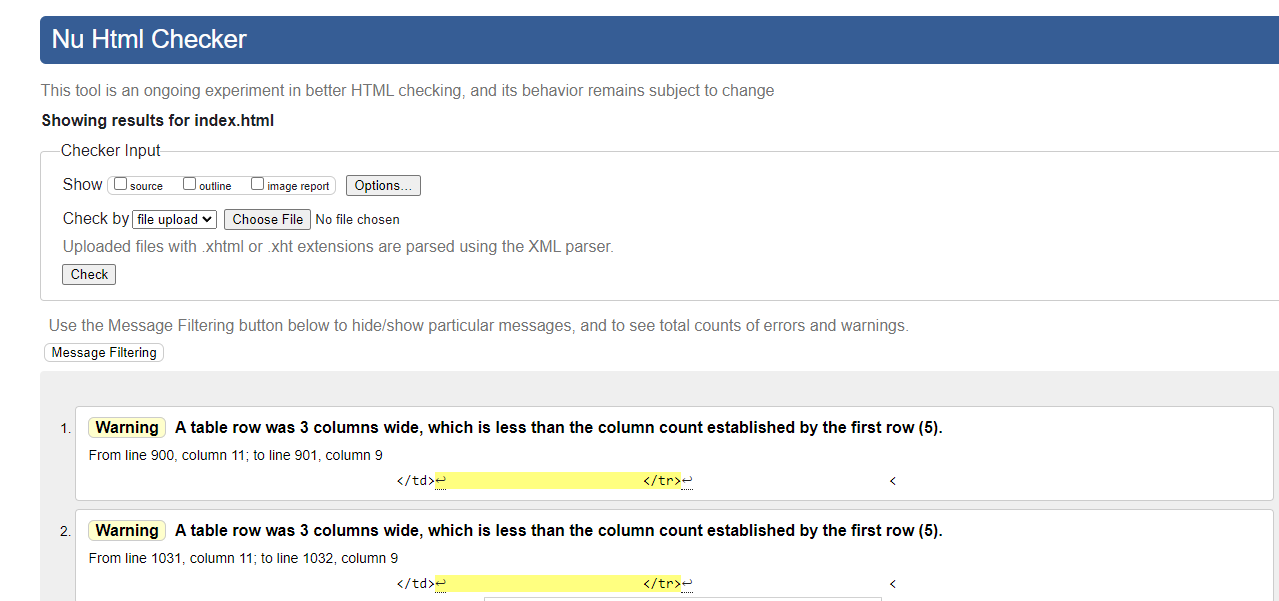 Nu Html Checker
This tool is an ongoing experiment in better HTML checking, and its behavior remains subject to change
Showing results for index.html
Checker Input
Show source outline image report Options...
Check by file upload Choose File No file chosen
Uploaded files with .xhtml or .xht extensions are parsed using the XML parser.
Check
Use the Message Filtering button below to hide/show particular messages, and to see total counts of errors and warnings.
Message Filtering
1. Warning A table row was 3 columns wide, which is less than the column count established by the first row (5).
From line 900, column 11; to line 901, column 9
</td>↩ </tr>↩ <
2. Warning A table row was 3 columns wide, which is less than the column count established by the first row (5).
From line 1031, column 11; to line 1032, column 9
</td>↩ </tr>↩ <